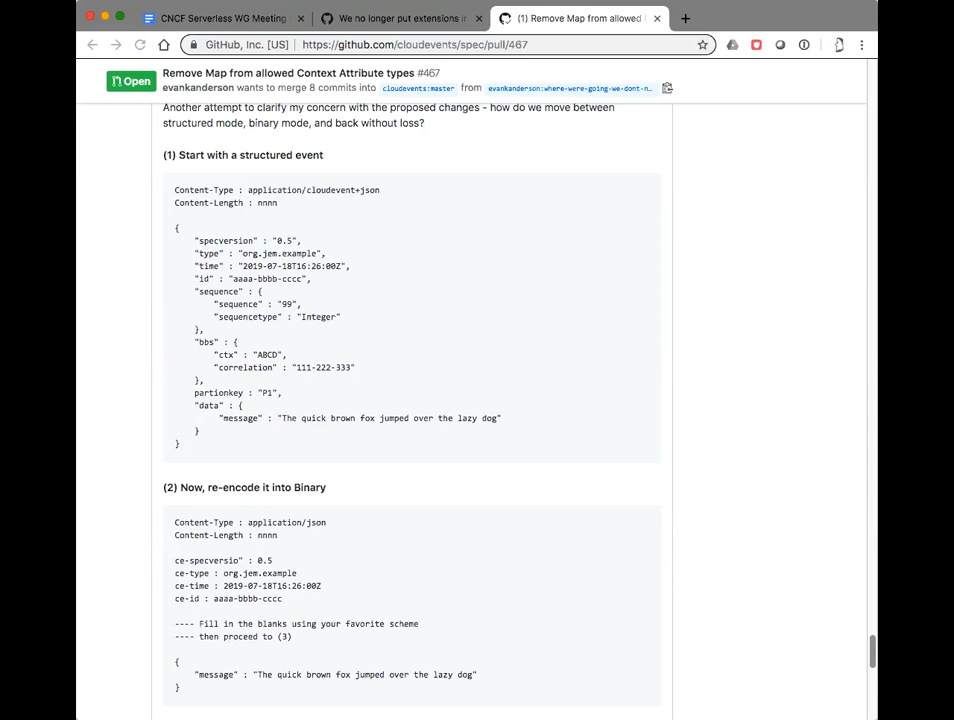 CNCF Serverless WG Meeting
We no longer put extensions in
(1) Remove Map from allowed C
GitHub, Inc. [US] | https://github.com/cloudevents/spec/pull/467
Open
Remove Map from allowed Context Attribute types #467
evankanderson wants to merge 8 commits into cloudevents:master from evankanderson:where-were-going-we-dont-n…
Another attempt to clarify my concern with the proposed changes - how do we move between
structured mode, binary mode, and back without loss?
(1) Start with a structured event
Content-Type : application/cloudevent+json
Content-Length : nnnn
{
"specversion" : "0.5",
"type" : "org.jem.example",
"time" : "2019-07-18T16:26:00Z",
"id" : "aaaa-bbbb-cccc",
"sequence" : {
"sequence" : "99",
"sequencetype" : "Integer"
},
"bbs" : {
"ctx" : "ABCD",
"correlation" : "111-222-333"
},
partionkey : "P1",
"data" : {
"message" : "The quick brown fox jumped over the lazy dog"
}
}
(2) Now, re-encode it into Binary
Content-Type : application/json
Content-Length : nnnn
ce-specversio" : 0.5
ce-type : org.jem.example
ce-time : 2019-07-18T16:26:00Z
ce-id : aaaa-bbbb-cccc
---- Fill in the blanks using your favorite scheme
---- then proceed to (3)
{
"message" : "The quick brown fox jumped over the lazy dog"
}